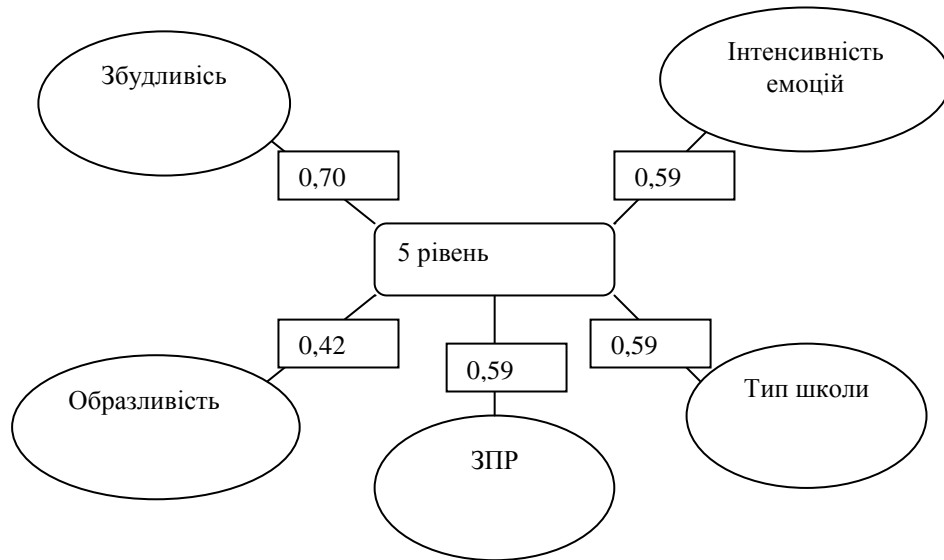 Збудливісь
Інтенсивність
емоцій
0,70
0,59
5 рівень
0,42
0,59
0,59
Образливість
Тип школи
ЗПР